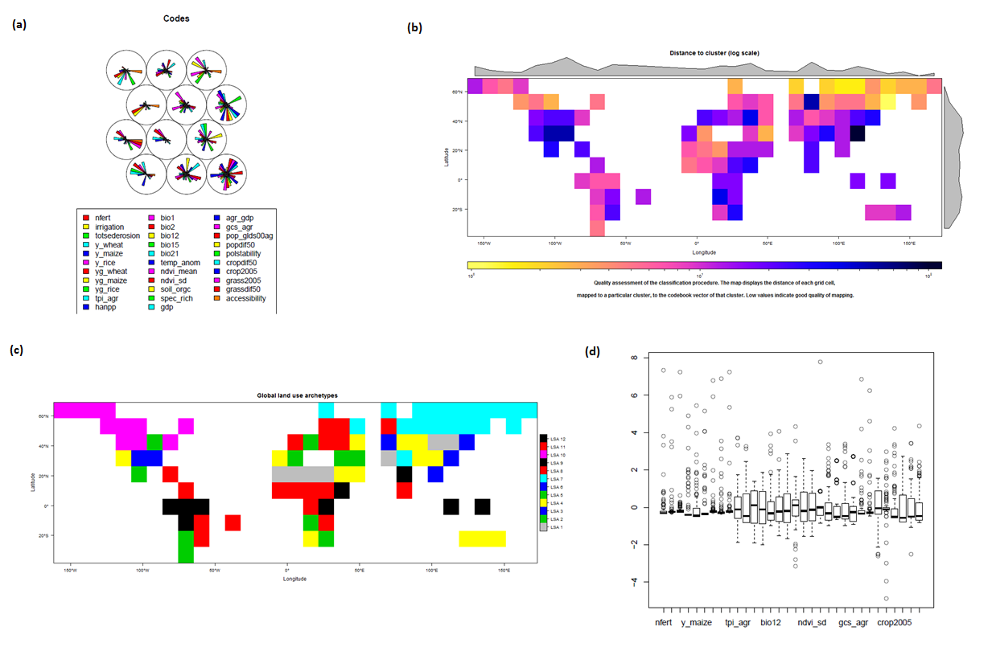 (a)
Codes
nfert bio1 agr_gdp
irrigation bio2 gcs_agr
totsederosion bio12 pop_glds00ag
y_wheat bio15 popdif50
y_maize bio21 polstability
y_rice temp_anom cropdif50
yg_wheat ndvi_mean crop2005
yg_maize ndvi_sd grass2005
yg_rice soil_orgc grassdif50
tpi_agr spec_rich accessibility
hanpp gdp
(b)
Distance to cluster (log scale)
60°N
40°N
20°N
0°
20°S
Latitude
150°W 100°W 50°W 0° 50°E 100°E 150°E
Longitude
Quality assessment of the classification procedure. The map displays the distance of each grid cell,
mapped to a particular cluster, to the codebook vector of that cluster. Low values indicate good quality of mapping.
(c)
Global land use archetypes
60°N
40°N
20°N
0°
20°S
Latitude
150°W 100°W 50°W 0° 50°E 100°E 150°E
Longitude
LSA 12
LSA 11
LSA 10
LSA 9
LSA 8
LSA 7
LSA 6
LSA 5
LSA 4
LSA 3
LSA 2
LSA 1
(d)
8
6
4
2
0
−2
−4
nfert y_maize tpi_agr bio12 ndvi_sd gcs_agr crop2005